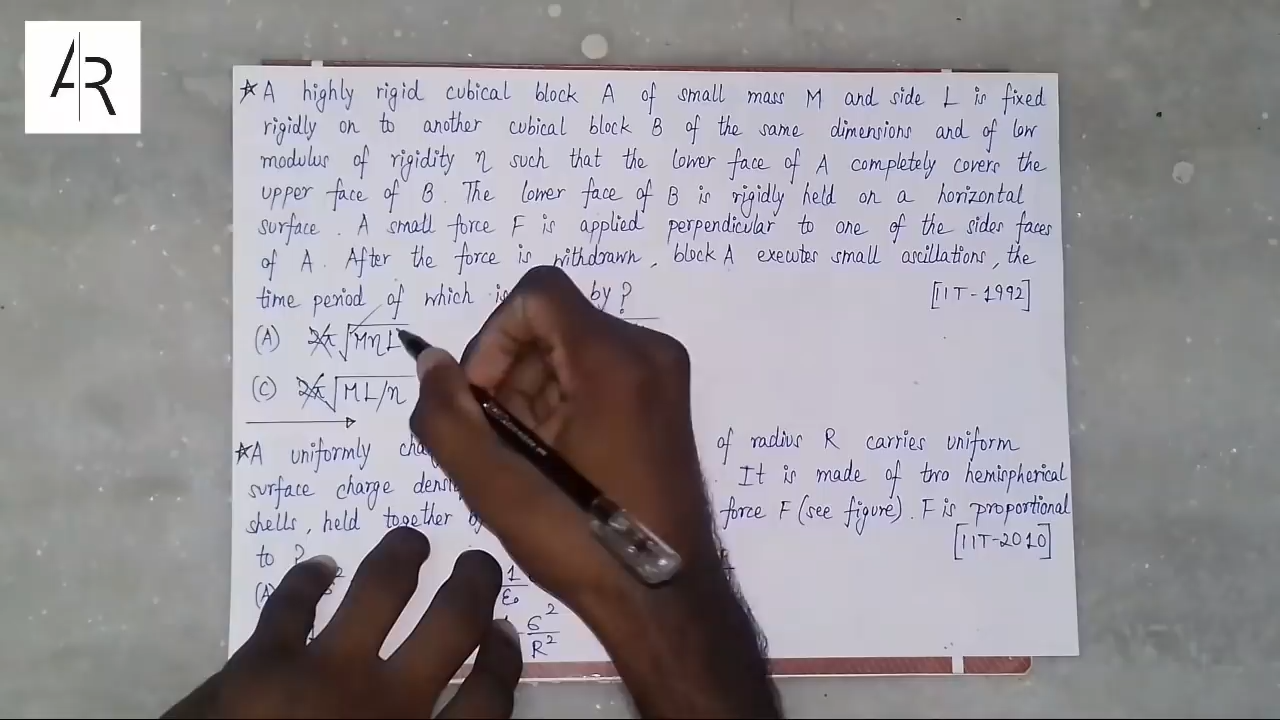 AR
☆A highly rigid cubical block A of small mass M and side L is fixed
rigidly on to another cubical block B of the same dimensions and of low
modulus of rigidity η such that the lower face of A completely covers the
upper face of B. The lower face of B is rigidly held on a horizontal
surface. A small force F is applied perpendicular to one of the sides faces
of A. After the force is withdrawn, block A executes small oscillations, the
time period of which is by ?
[IIT-1992]
(A) 2π√MηL
(C) 2π√ML/η
☆A uniformly of radius R carries uniform
surface charge It is made of two hemispherical
shells, held together force F (see figure). F is proportional
to ?
[IIT-2010]
(A) 1/ε₀
σ²/R²